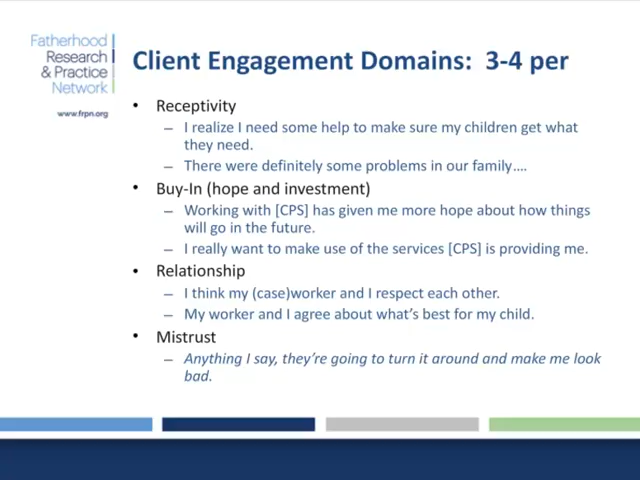 Fatherhood
Research
& Practice
Network
www.frpn.org
Client Engagement Domains:  3-4 per
• Receptivity
– I realize I need some help to make sure my children get what
they need.
– There were definitely some problems in our family….
• Buy-In (hope and investment)
– Working with [CPS] has given me more hope about how things
will go in the future.
– I really want to make use of the services [CPS] is providing me.
• Relationship
– I think my (case)worker and I respect each other.
– My worker and I agree about what’s best for my child.
• Mistrust
– Anything I say, they’re going to turn it around and make me look
bad.